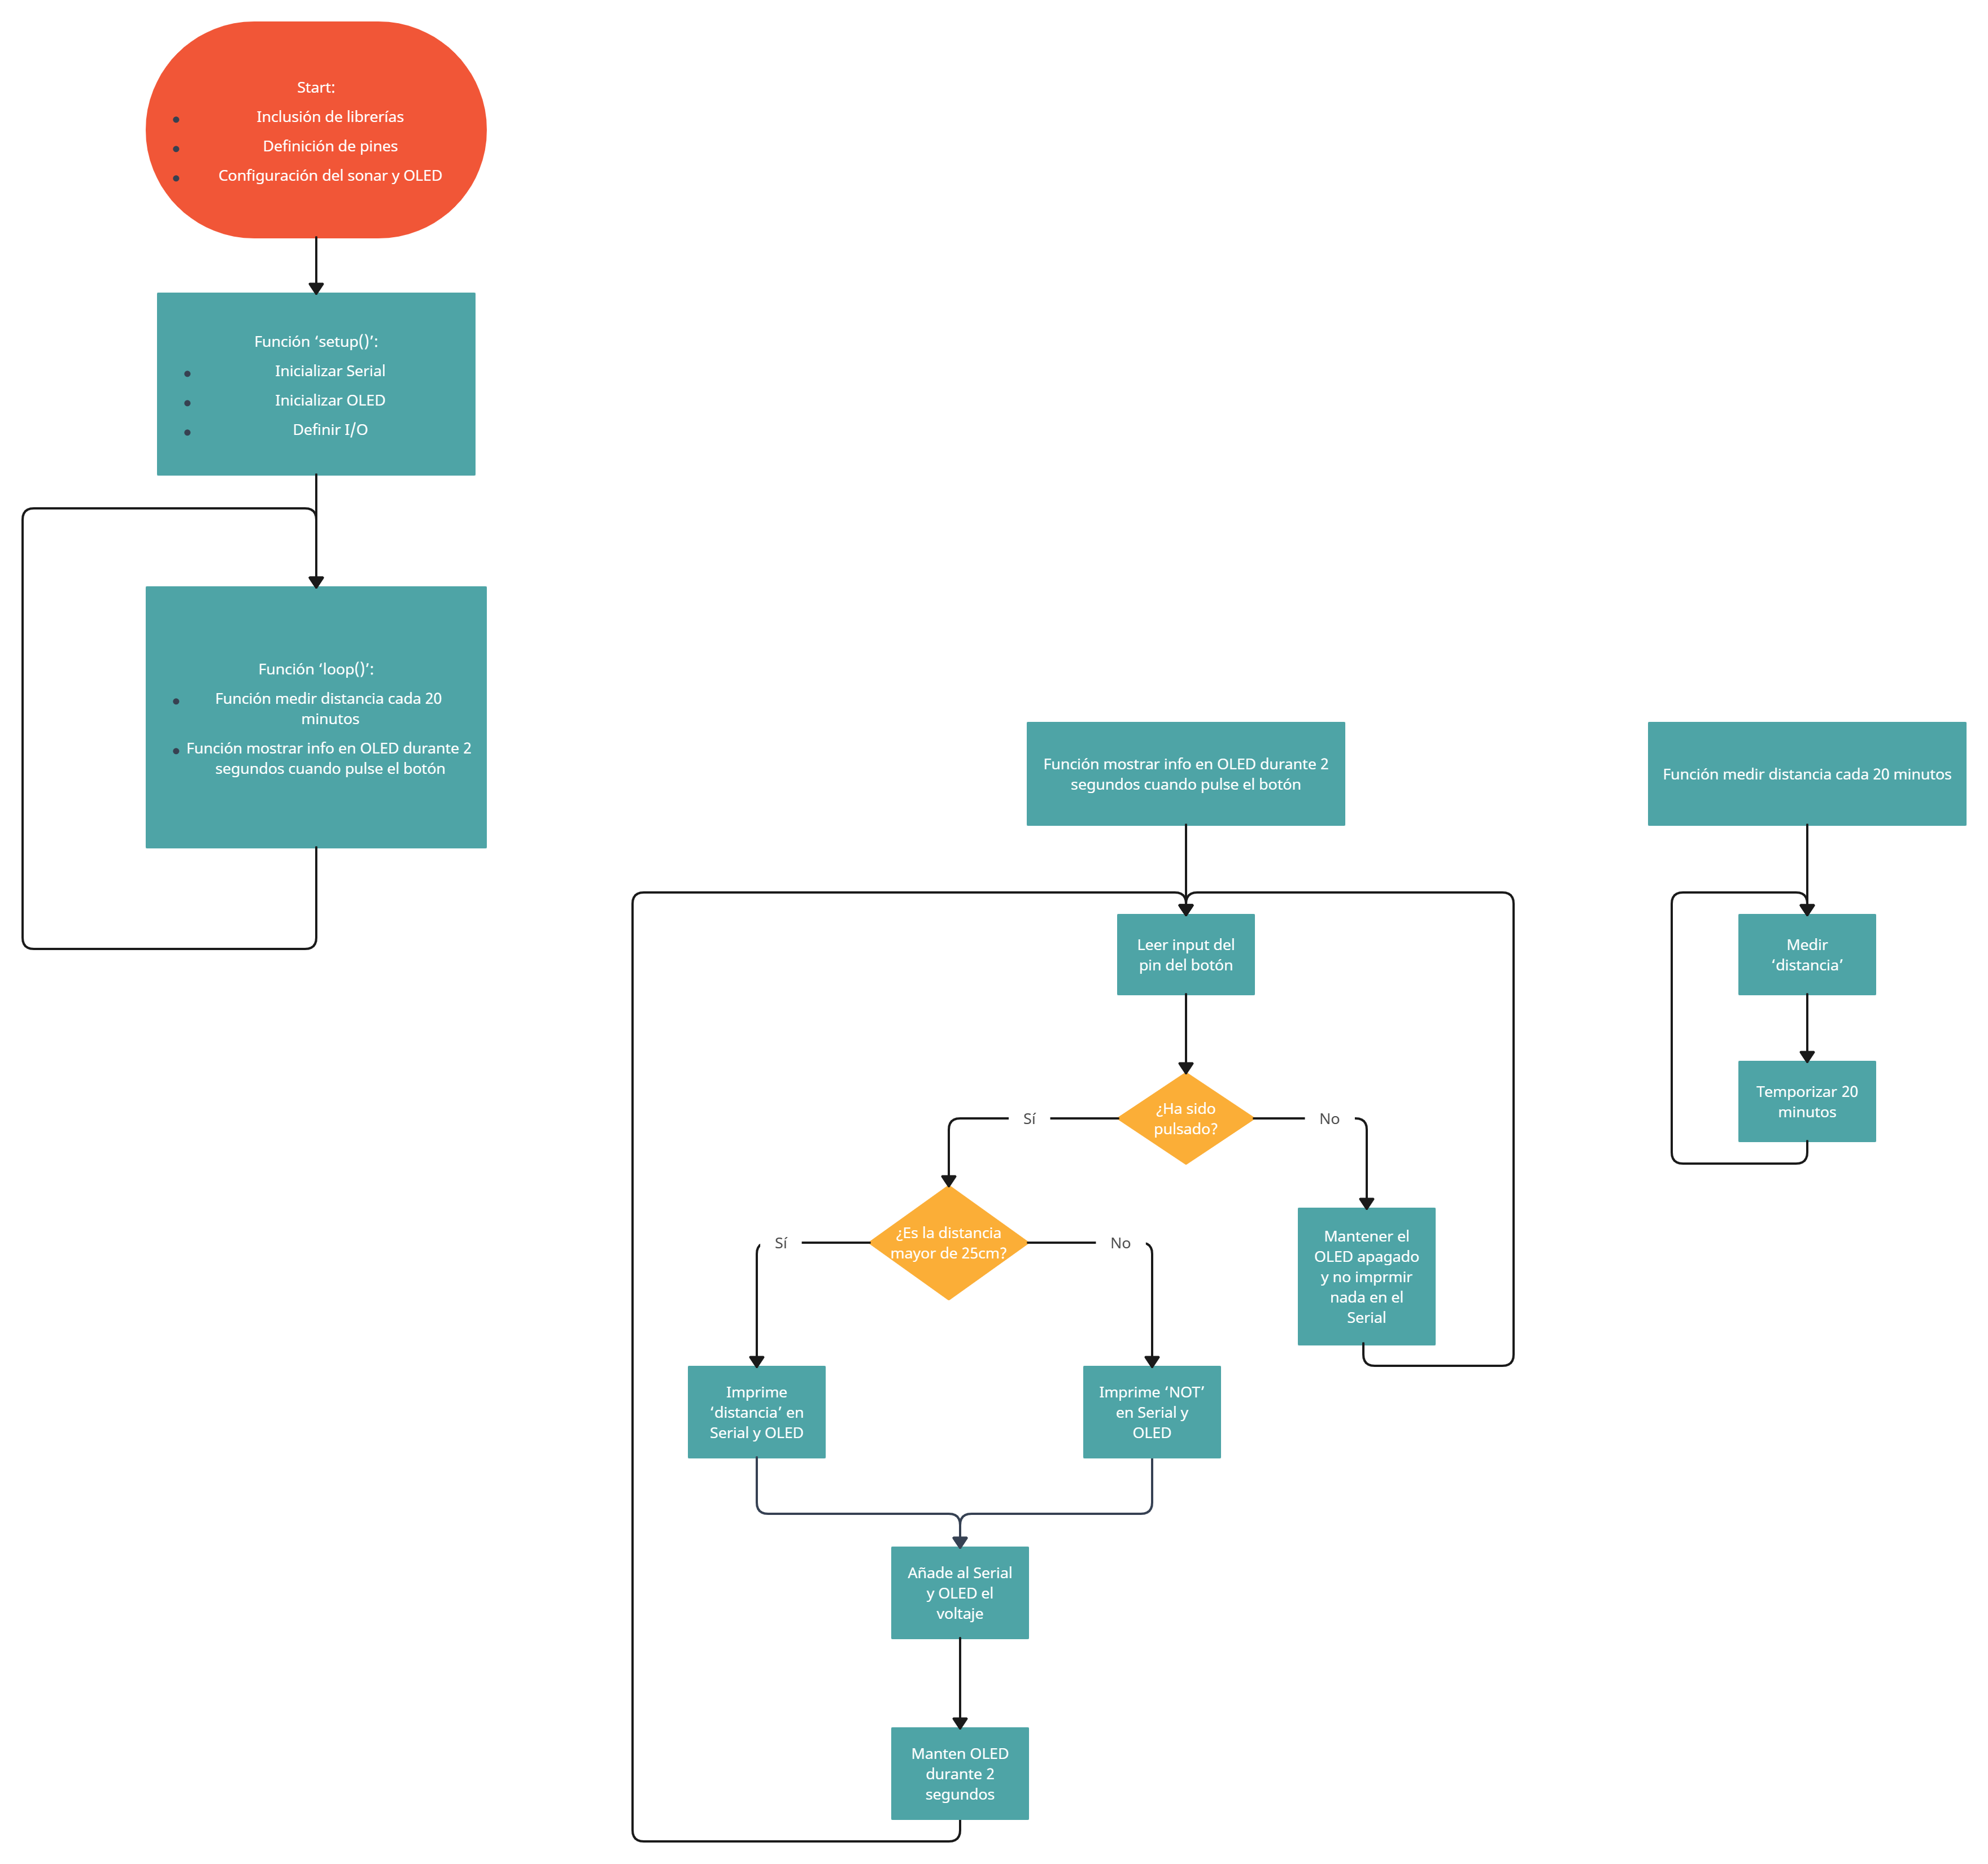 Start:
Inclusión de librerías
Definición de pines
Configuración del sonar y OLED
Función ‘setup()’:
Inicializar Serial
Inicializar OLED
Definir I/O
Función ‘loop()’:
Función medir distancia cada 20
minutos
Función mostrar info en OLED durante 2
segundos cuando pulse el botón
Función mostrar info en OLED durante 2
segundos cuando pulse el botón
Leer input del
pin del botón
¿Ha sido
pulsado?
Sí
No
¿Es la distancia
mayor de 25cm?
Sí
No
Mantener el
OLED apagado
y no imprmir
nada en el
Serial
Imprime
‘distancia’ en
Serial y OLED
Imprime ‘NOT’
en Serial y
OLED
Añade al Serial
y OLED el
voltaje
Manten OLED
durante 2
segundos
Función medir distancia cada 20 minutos
Medir
‘distancia’
Temporizar 20
minutos